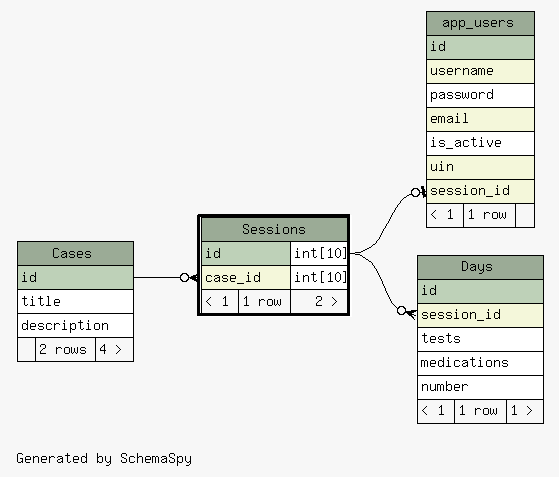 app_users
id
username
password
email
is_active
uin
session_id
< 1 1 row
Sessions
id int[10]
case_id int[10]
< 1 1 row 2 >
Cases
id
title
description
2 rows 4 >
Days
id
session_id
tests
medications
number
< 1 1 row 1 >
Generated by SchemaSpy